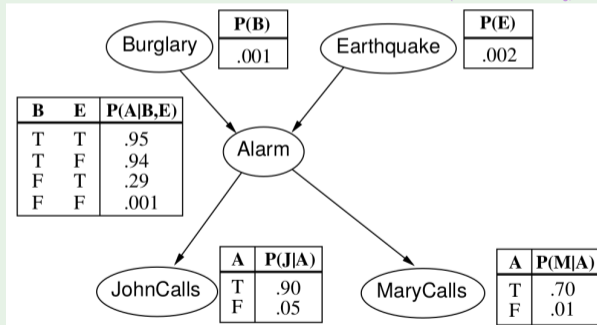 Burglary
P(B)
.001
Earthquake
P(E)
.002
B E P(A|B,E)
T T .95
T F .94
F T .29
F F .001
Alarm
JohnCalls
A P(J|A)
T .90
F .05
MaryCalls
A P(M|A)
T .70
F .01